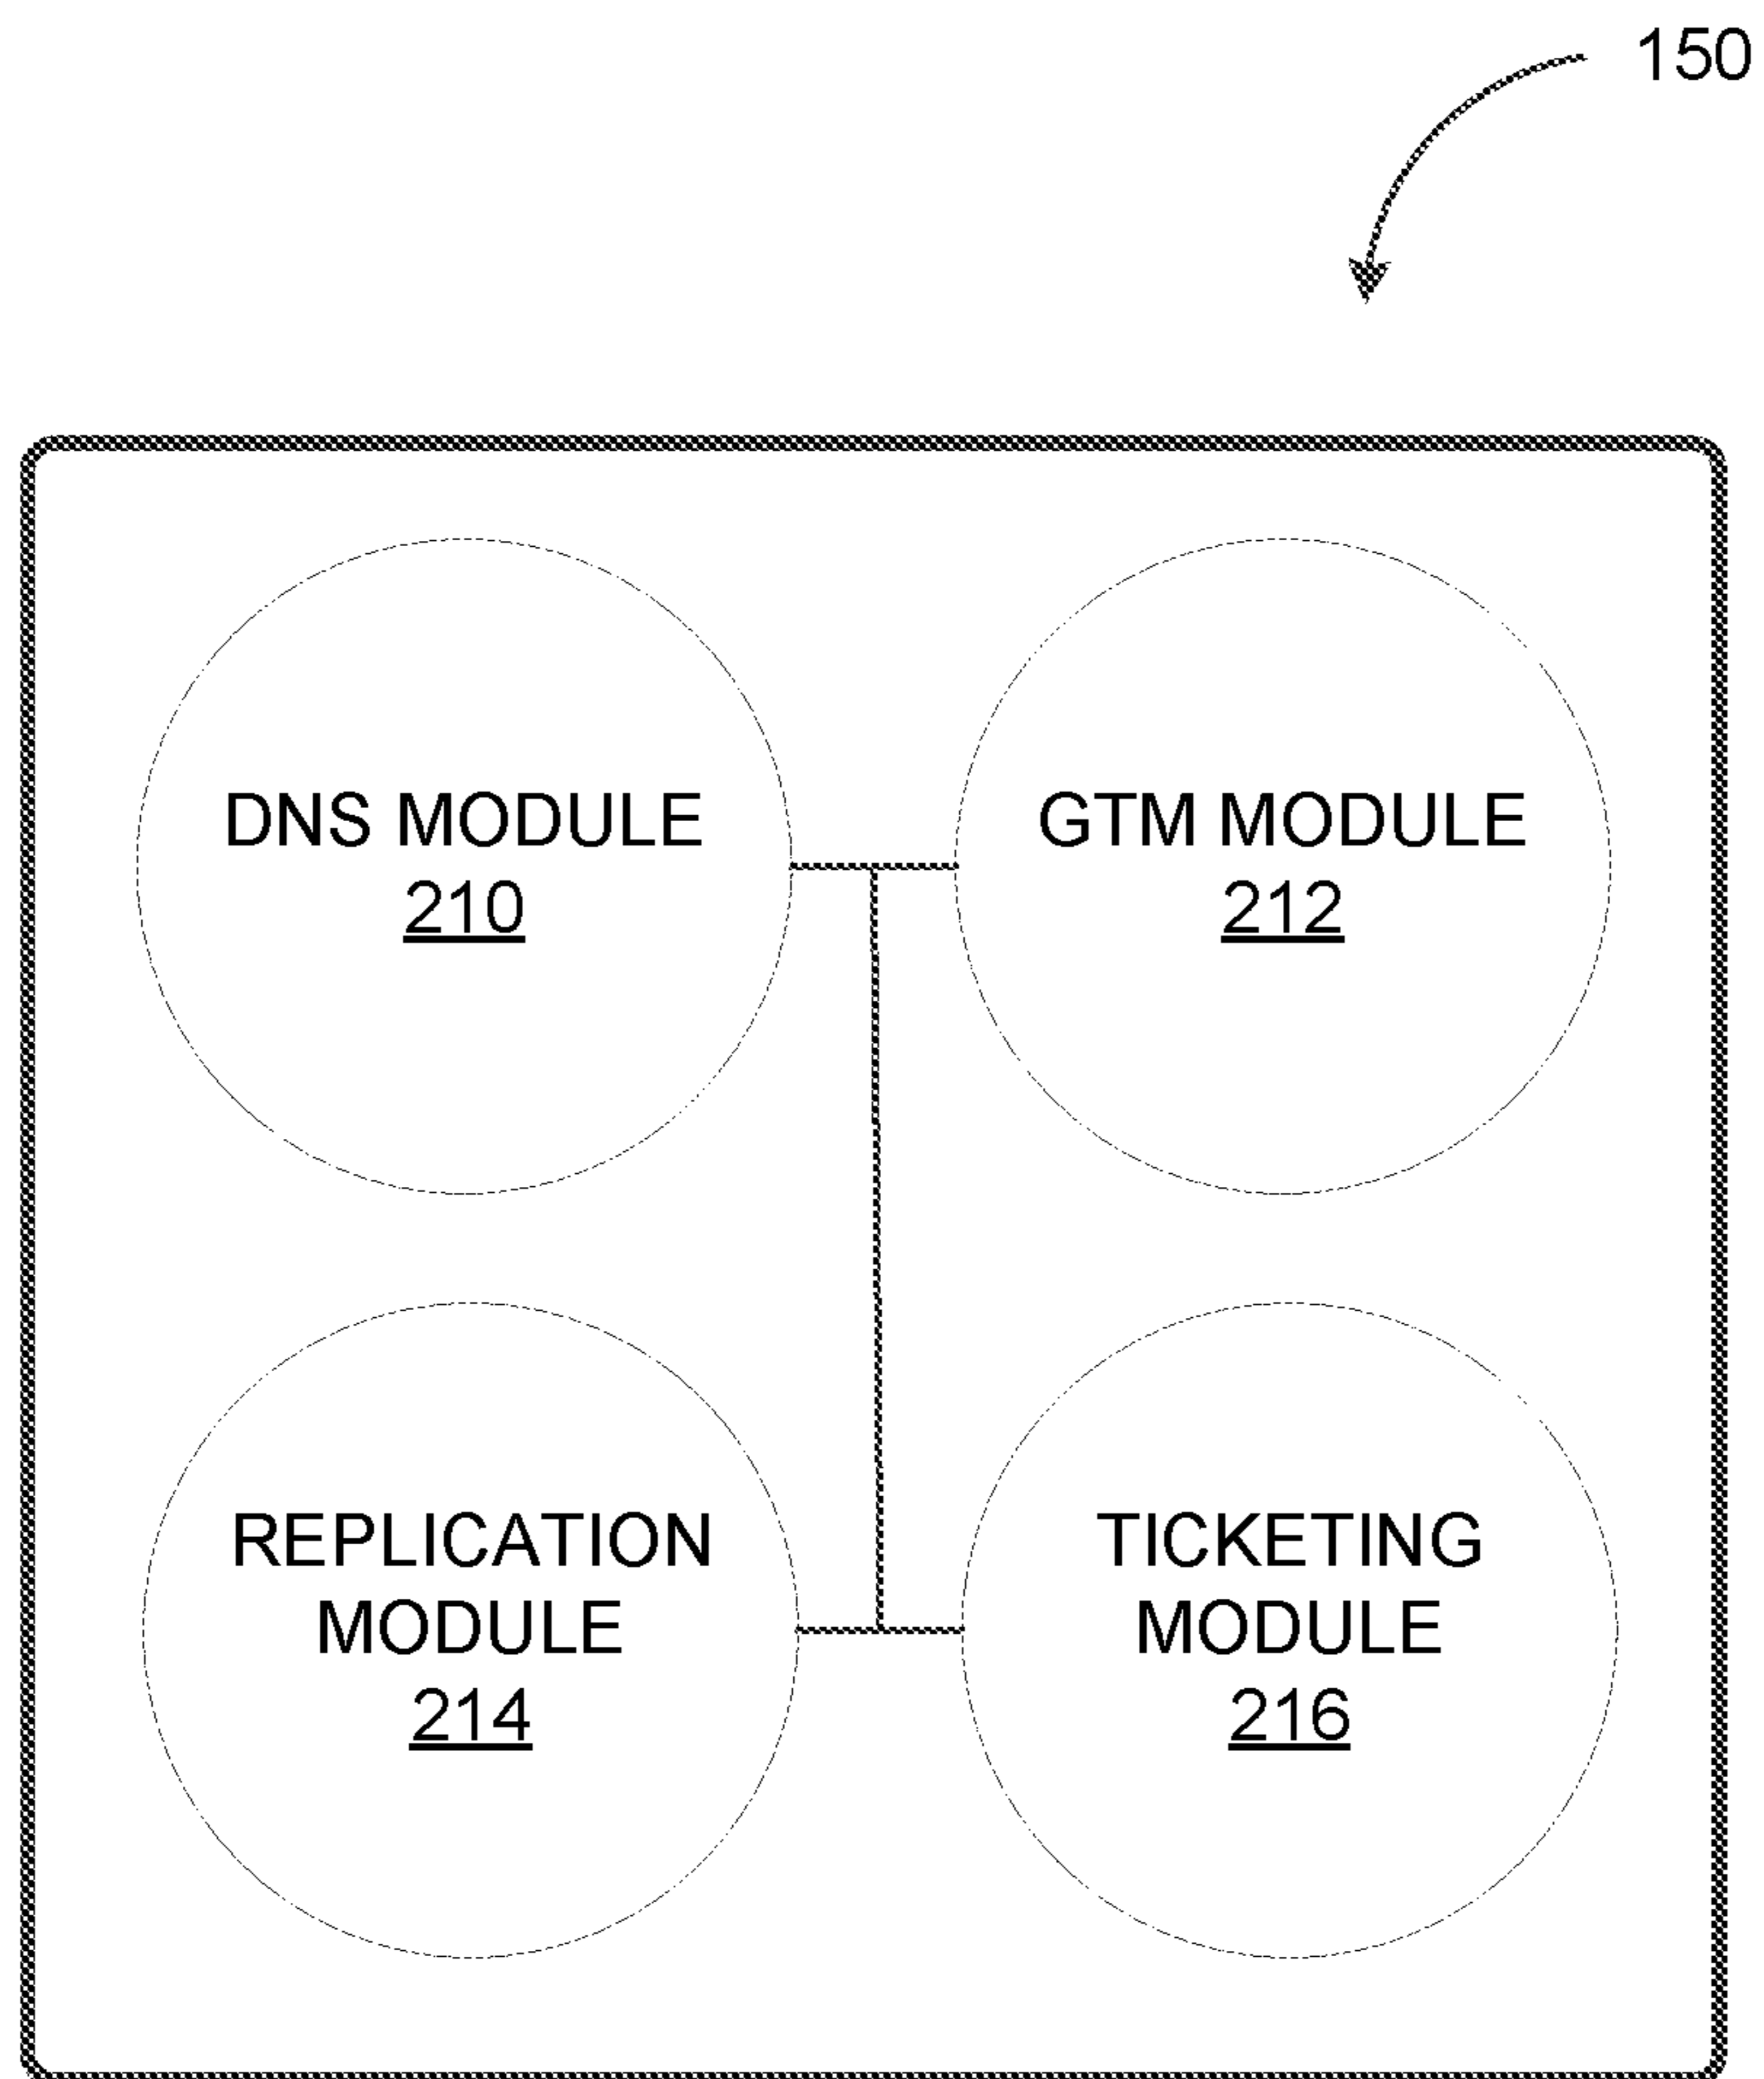 150
DNS MODULE
210
GTM MODULE
212
REPLICATION
MODULE
214
TICKETING
MODULE
216